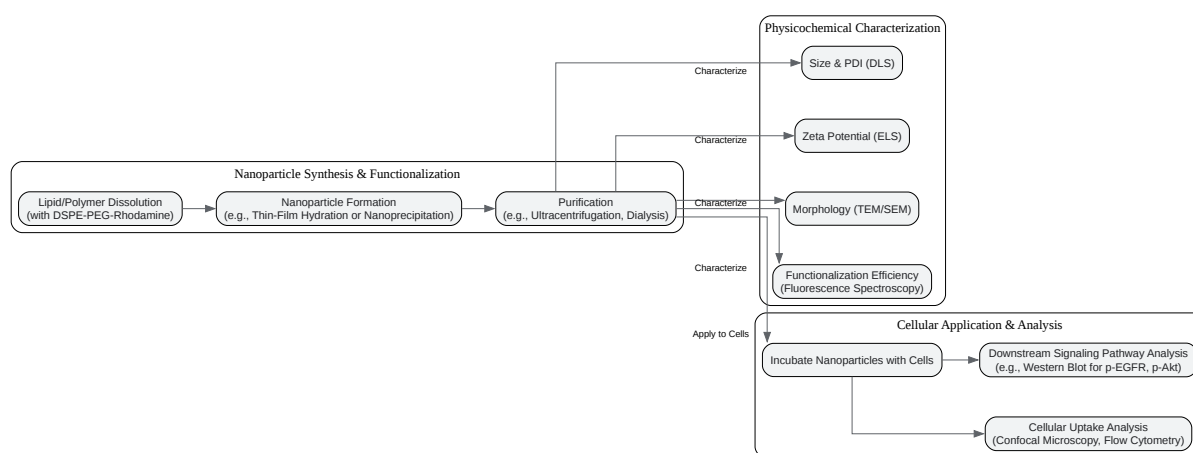 Physicochemical Characterization
Size & PDI (DLS)
Characterize
Zeta Potential (ELS)
Characterize
Nanoparticle Synthesis & Functionalization
Lipid/Polymer Dissolution
(with DSPE-PEG-Rhodamine)
Nanoparticle Formation
(e.g., Thin-Film Hydration or Nanoprecipitation)
Purification
(e.g., Ultracentrifugation, Dialysis)
Characterize
Morphology (TEM/SEM)
Characterize
Functionalization Efficiency
(Fluorescence Spectroscopy)
Cellular Application & Analysis
Apply to Cells
Incubate Nanoparticles with Cells
Downstream Signaling Pathway Analysis
(e.g., Western Blot for p-EGFR, p-Akt)
Cellular Uptake Analysis
(Confocal Microscopy, Flow Cytometry)